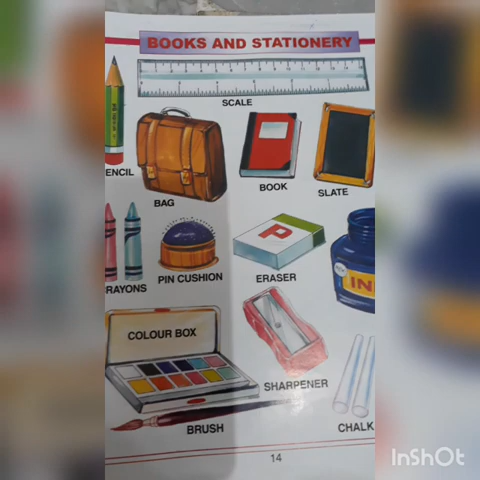 BOOKS AND STATIONERY
SCALE
ENCIL
BAG
BOOK
SLATE
RAYONS
PIN CUSHION
P
ERASER
IN
COLOUR BOX
SHARPENER
BRUSH
CHALK
14
InShOt